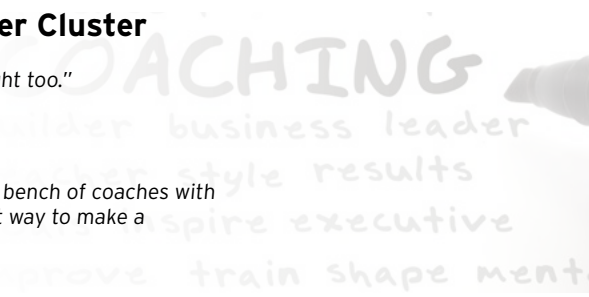 er Cluster
COACHING
ht too."
builder business leader
teacher style results
bench of coaches with
t way to make a
inspire executive
improve train shape ment